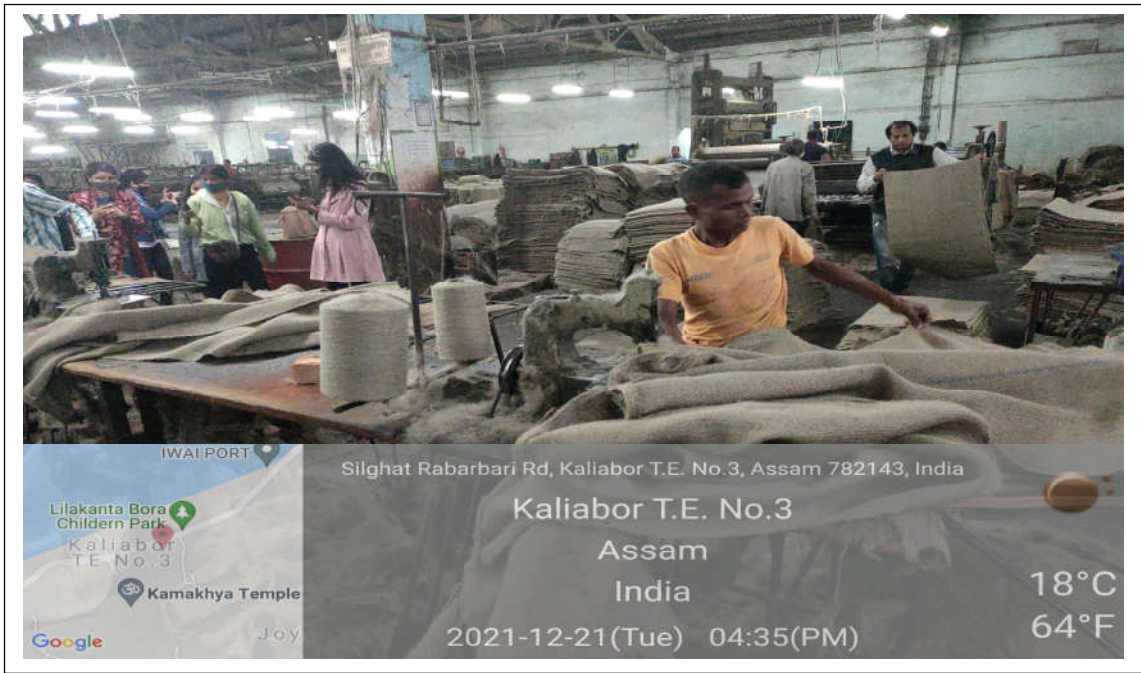 IWAI PORT
Lilakanta Bora
Childern Park
Kaliabor
TE No.3
Kamakhya Temple
Joy
Google
Silghat Rabarbari Rd, Kaliabor T.E. No.3, Assam 782143, India
Kaliabor T.E. No.3
Assam
India
2021-12-21(Tue) 04:35(PM)
18°C
64°F